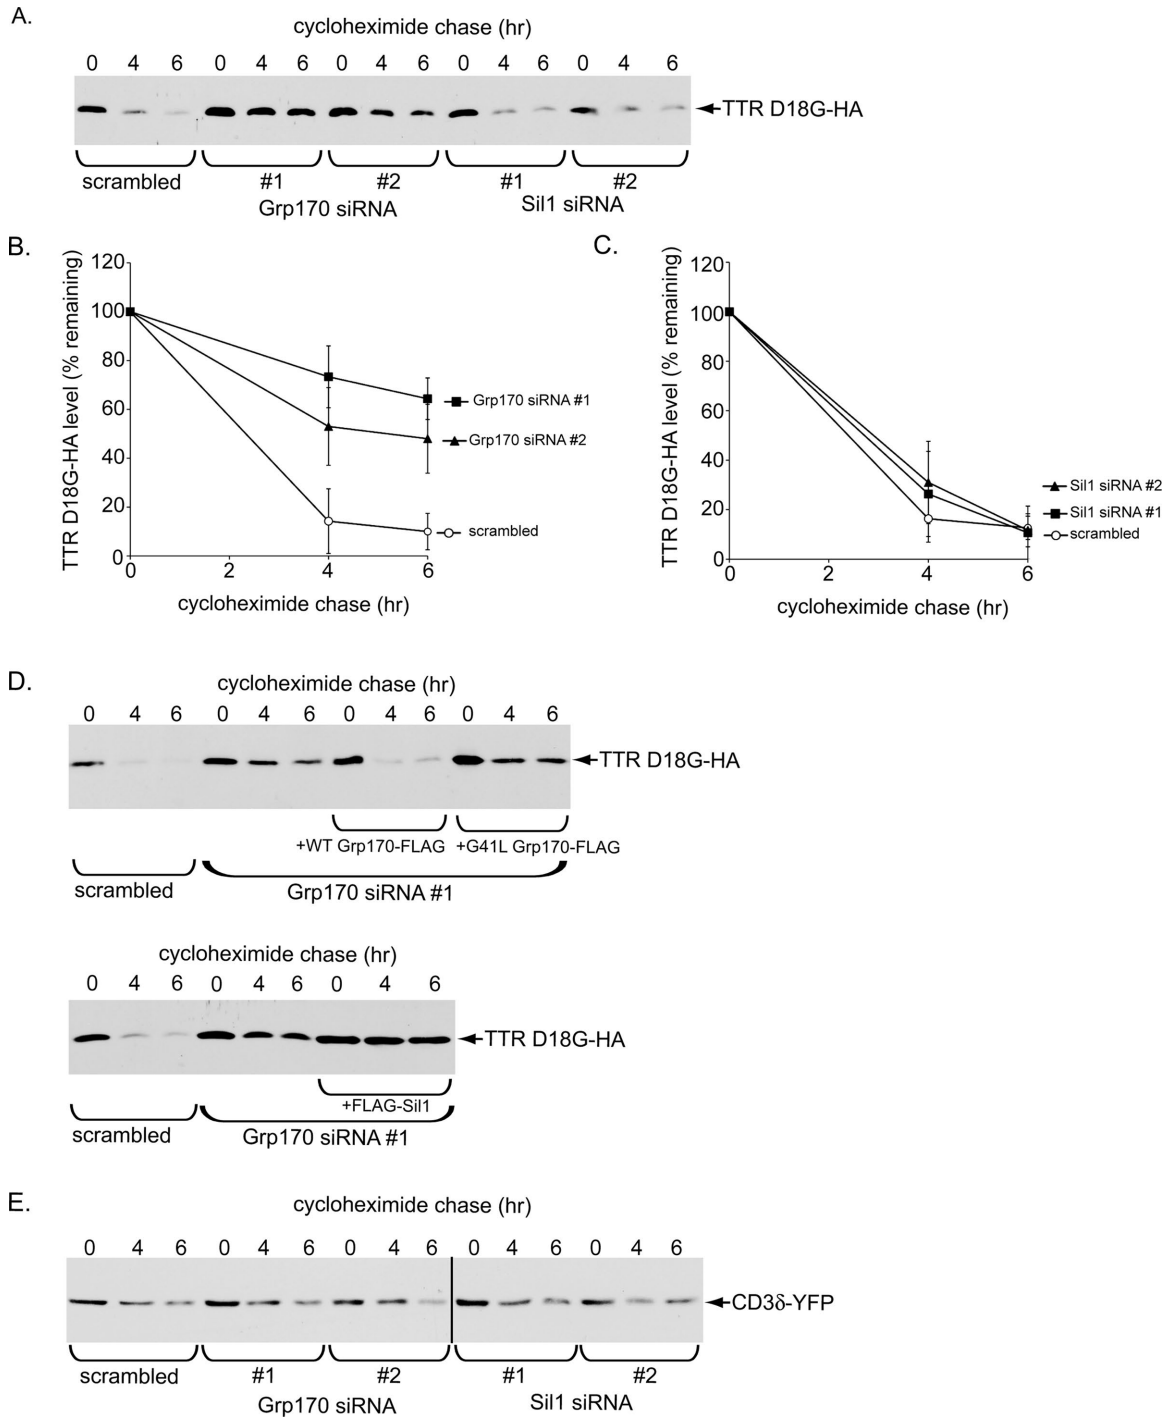 A.
cycloheximide chase (hr)
0 4 6 0 4 6 0 4 6 0 4 6 0 4 6
TTR D18G-HA
scrambled #1 #2 #1 #2
Grp170 siRNA Sil1 siRNA
B.
TTR D18G-HA level (% remaining)
120
100
80
60
40
20
0
0 2 4 6
cycloheximide chase (hr)
Grp170 siRNA #1
Grp170 siRNA #2
scrambled
C.
TTR D18G-HA level (% remaining)
120
100
80
60
40
20
0
0 2 4 6
cycloheximide chase (hr)
Sil1 siRNA #2
Sil1 siRNA #1
scrambled
D.
cycloheximide chase (hr)
0 4 6 0 4 6 0 4 6 0 4 6
TTR D18G-HA
+WT Grp170-FLAG +G41L Grp170-FLAG
scrambled Grp170 siRNA #1
cycloheximide chase (hr)
0 4 6 0 4 6 0 4 6
TTR D18G-HA
+FLAG-Sil1
scrambled Grp170 siRNA #1
E.
cycloheximide chase (hr)
0 4 6 0 4 6 0 4 6 0 4 6 0 4 6
CD3δ-YFP
scrambled #1 #2 #1 #2
Grp170 siRNA Sil1 siRNA